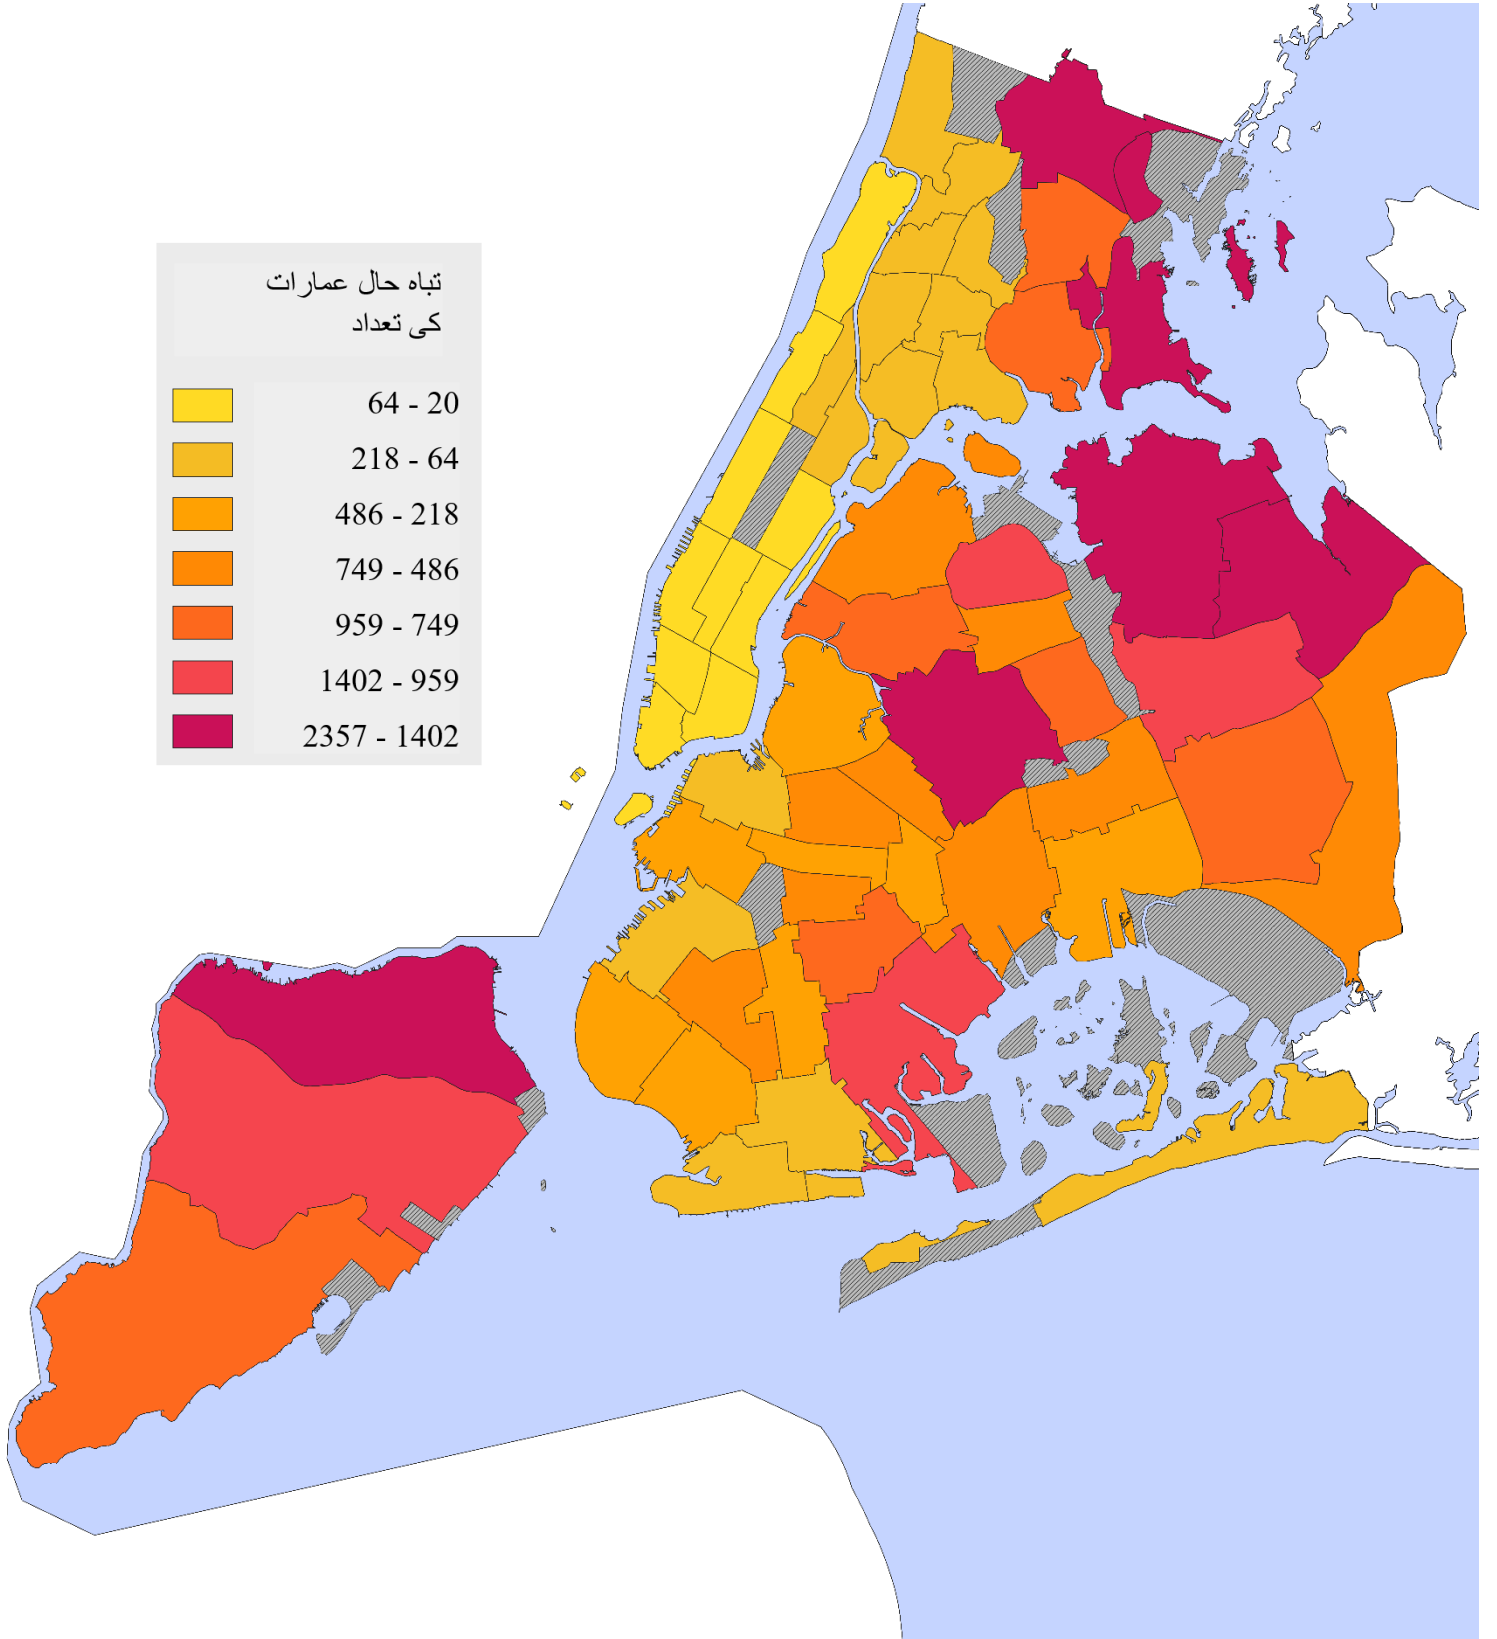 تباہ حال عمارات
کی تعداد
64 - 20
218 - 64
486 - 218
749 - 486
959 - 749
1402 - 959
2357 - 1402